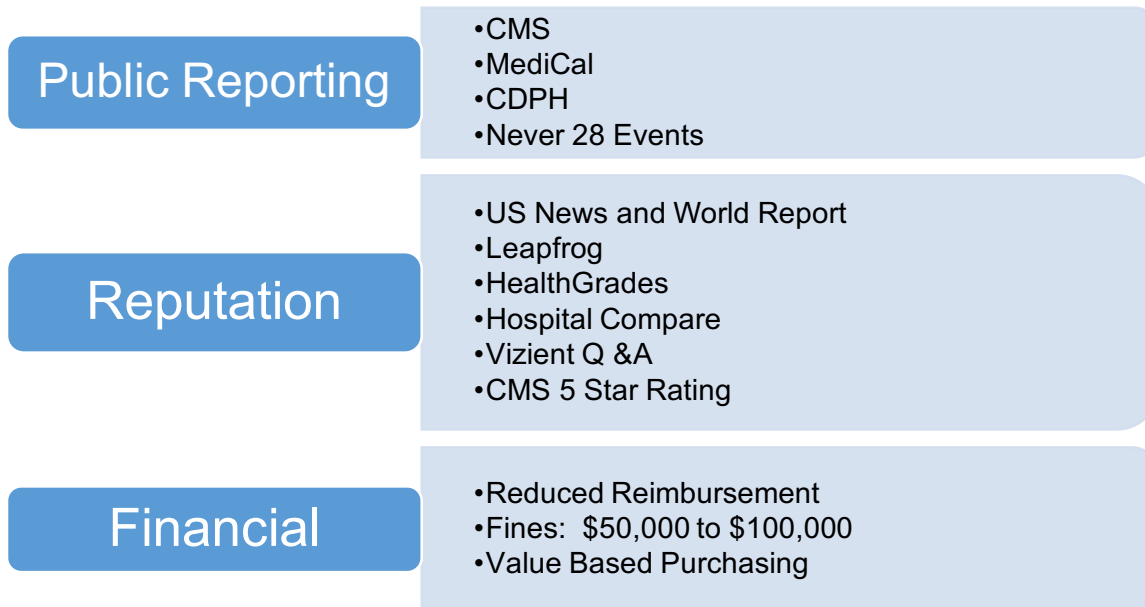 Public Reporting
•CMS
•MediCal
•CDPH
•Never 28 Events
Reputation
•US News and World Report
•Leapfrog
•HealthGrades
•Hospital Compare
•Vizient Q &A
•CMS 5 Star Rating
Financial
•Reduced Reimbursement
•Fines:  $50,000 to $100,000
•Value Based Purchasing